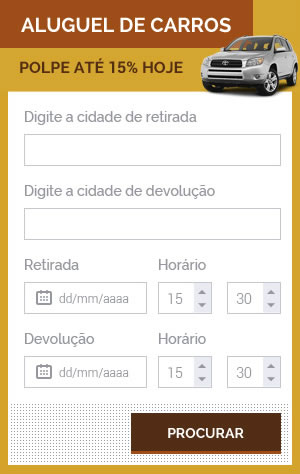 ALUGUEL DE CARROS
POLPE ATÉ 15% HOJE
Digite a cidade de retirada
Digite a cidade de devolução
Retirada Horário
dd/mm/aaaa 15 30
Devolução Horário
dd/mm/aaaa 15 30
PROCURAR